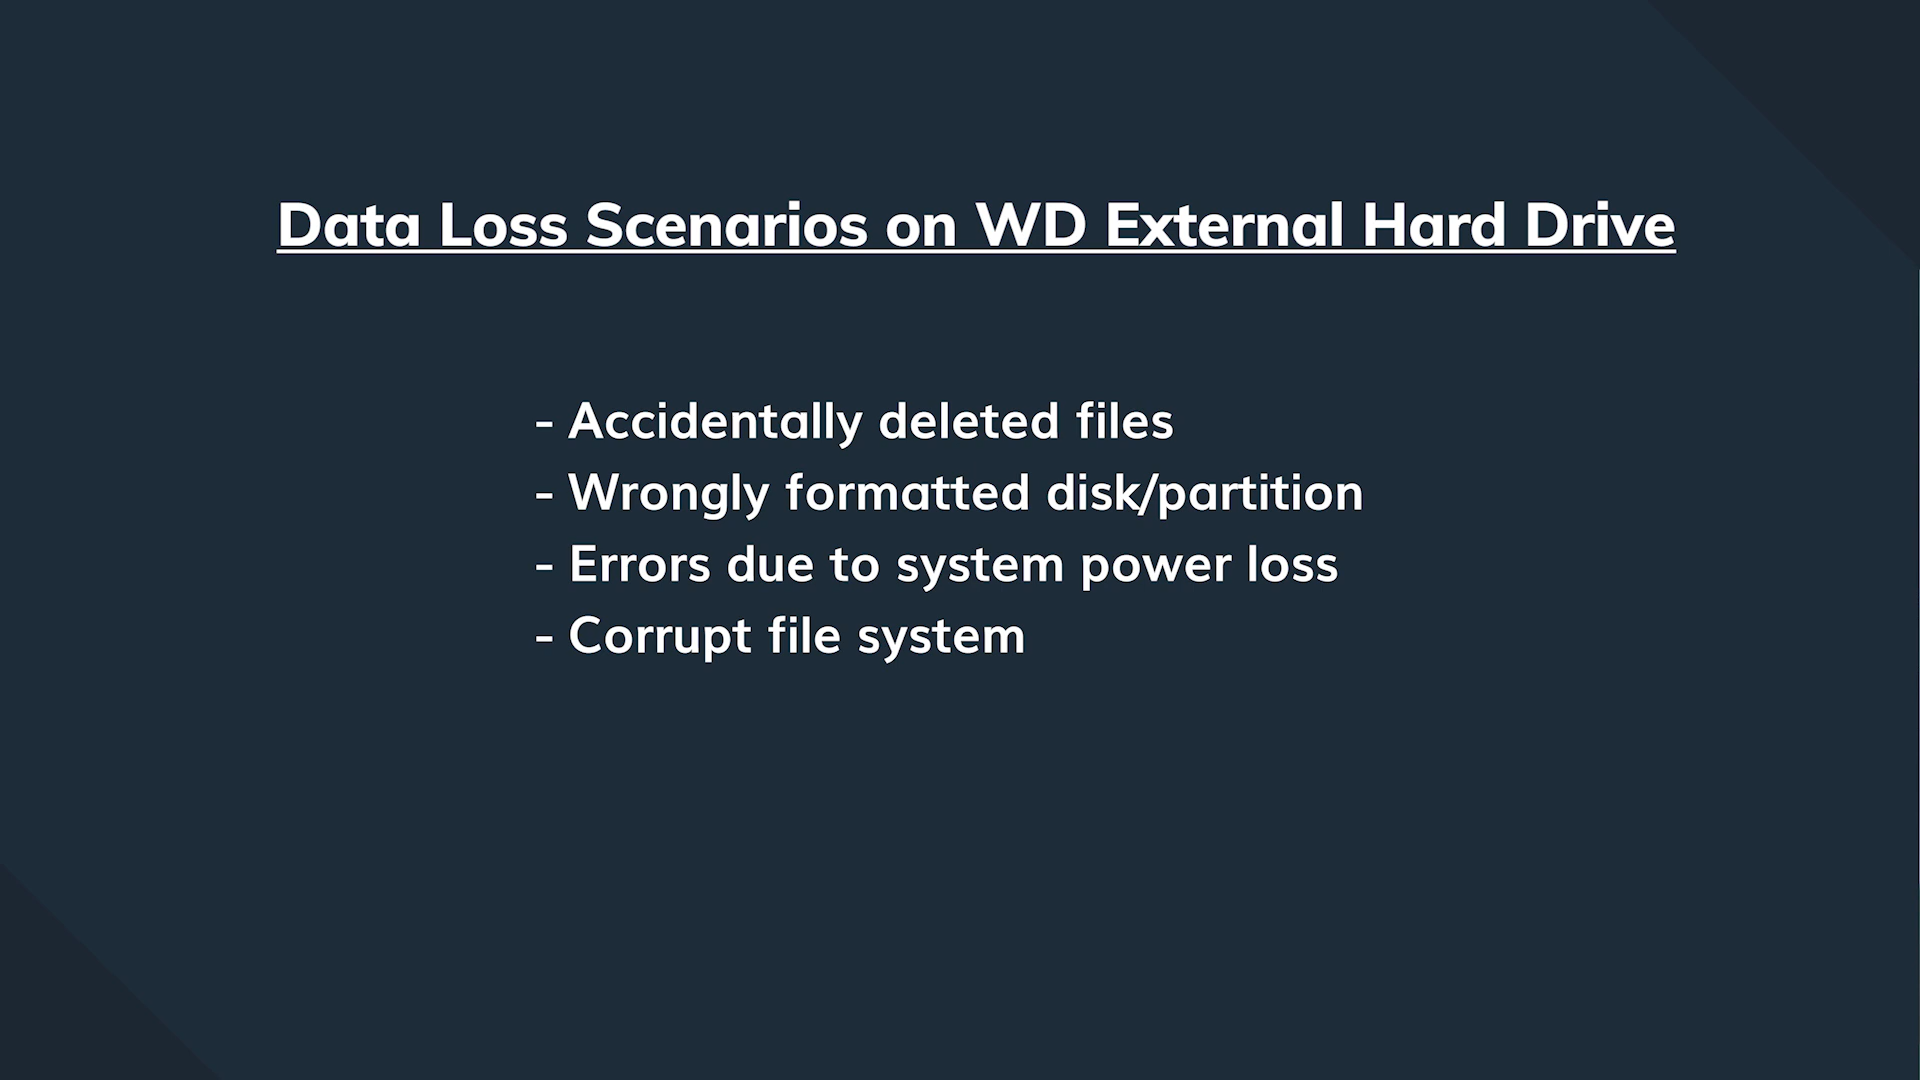 Data Loss Scenarios on WD External Hard Drive
- Accidentally deleted files
- Wrongly formatted disk/partition
- Errors due to system power loss
- Corrupt file system